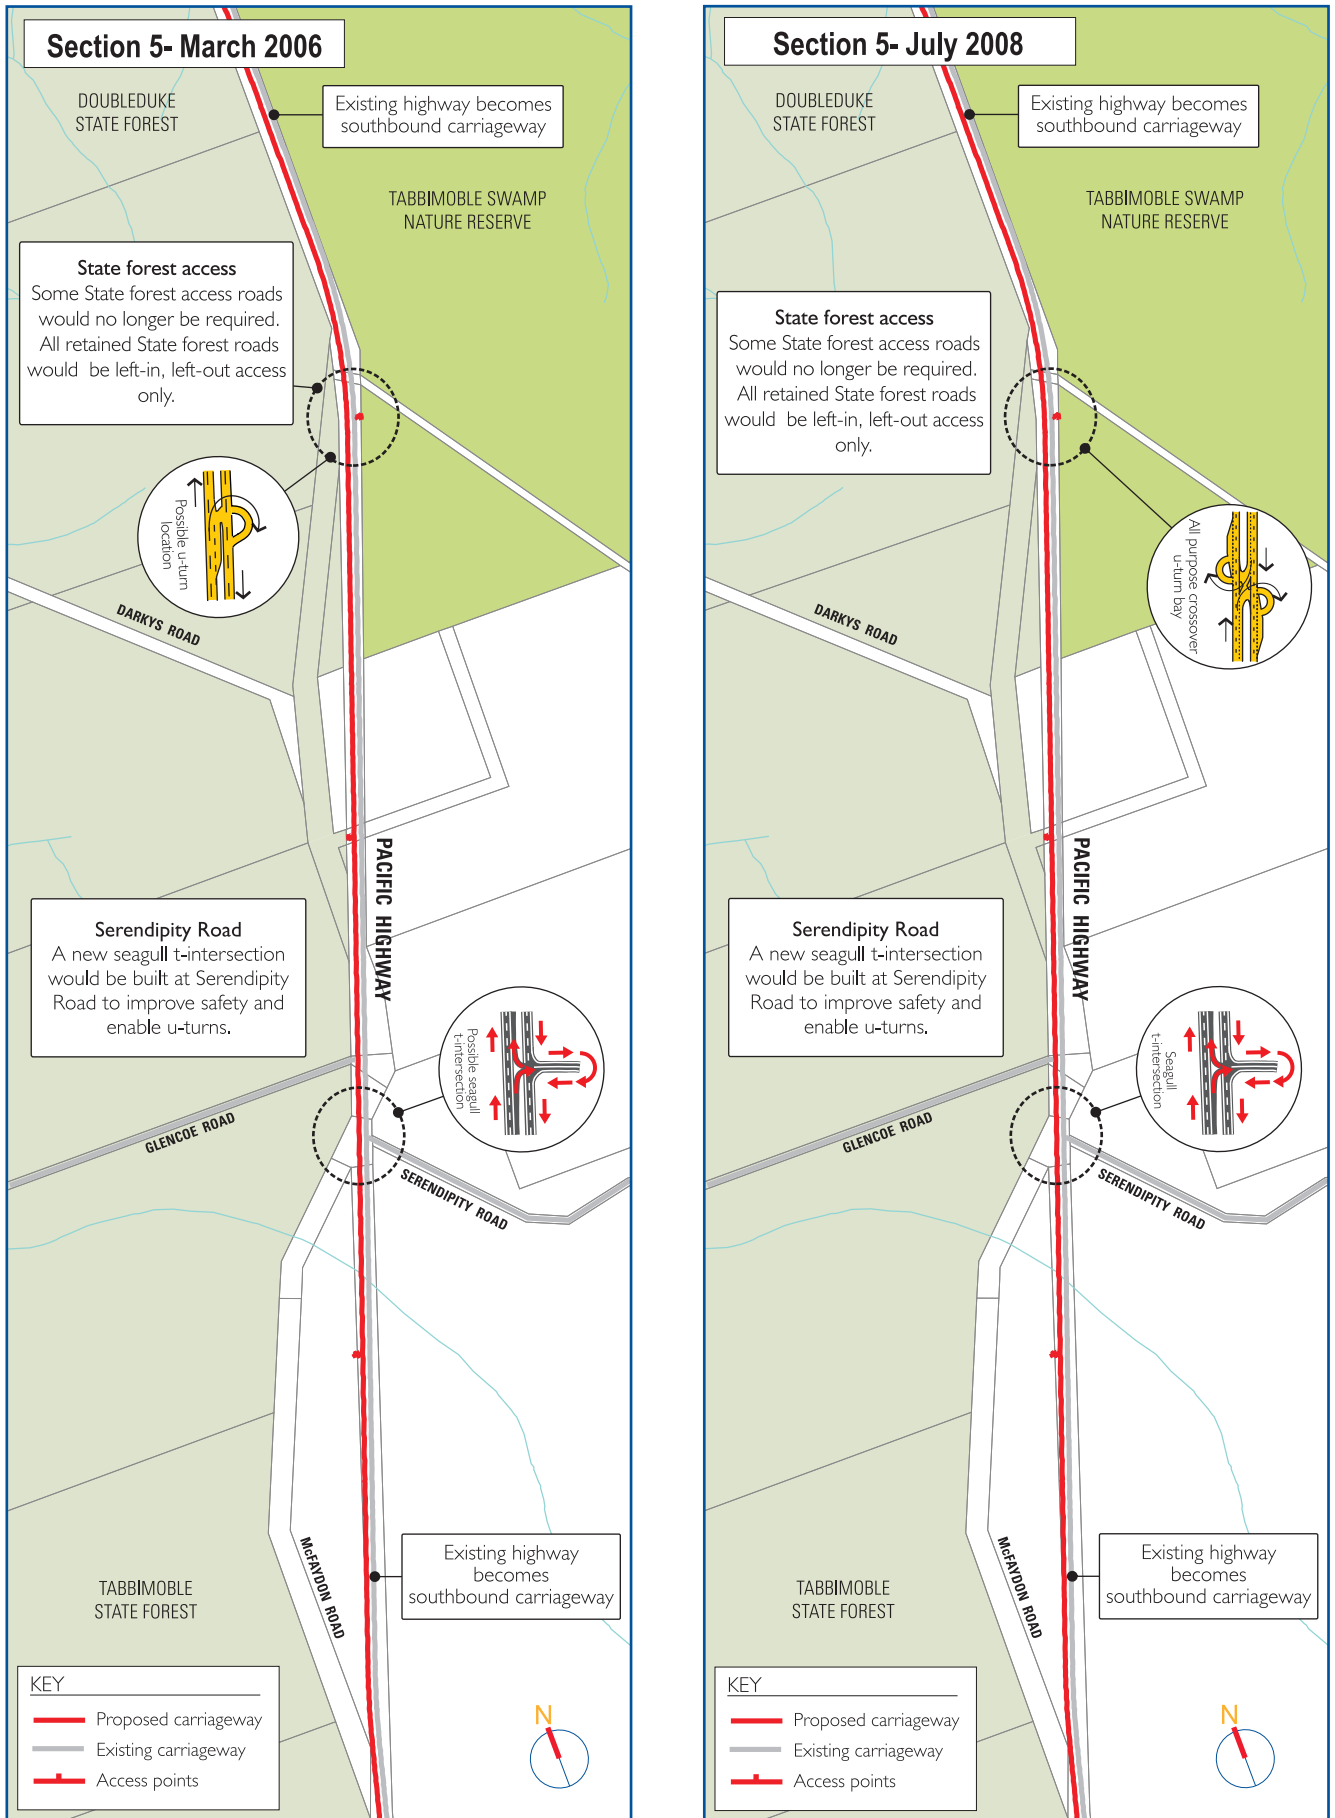 Section 5- March 2006
DOUBLEDUKE
STATE FOREST
Existing highway becomes
southbound carriageway
TABBIMOBLE SWAMP
NATURE RESERVE
State forest access
Some State forest access roads
would no longer be required.
All retained State forest roads
would be left-in, left-out access
only.
Possible u-turn
location
DARKYS ROAD
PACIFIC HIGHWAY
Serendipity Road
A new seagull t-intersection
would be built at Serendipity
Road to improve safety and
enable u-turns.
Possible seagull
t-intersection
GLENCOE ROAD
SERENDIPITY ROAD
Existing highway
becomes
southbound carriageway
McFAYDON ROAD
TABBIMOBLE
STATE FOREST
KEY
Proposed carriageway
Existing carriageway
Access points
N
Section 5- July 2008
DOUBLEDUKE
STATE FOREST
Existing highway becomes
southbound carriageway
TABBIMOBLE SWAMP
NATURE RESERVE
State forest access
Some State forest access roads
would no longer be required.
All retained State forest roads
would be left-in, left-out access
only.
All purpose crossover
u-turn bay
DARKYS ROAD
PACIFIC HIGHWAY
Serendipity Road
A new seagull t-intersection
would be built at Serendipity
Road to improve safety and
enable u-turns.
Seagull
t-intersection
GLENCOE ROAD
SERENDIPITY ROAD
Existing highway
becomes
southbound carriageway
McFAYDON ROAD
TABBIMOBLE
STATE FOREST
KEY
Proposed carriageway
Existing carriageway
Access points
N